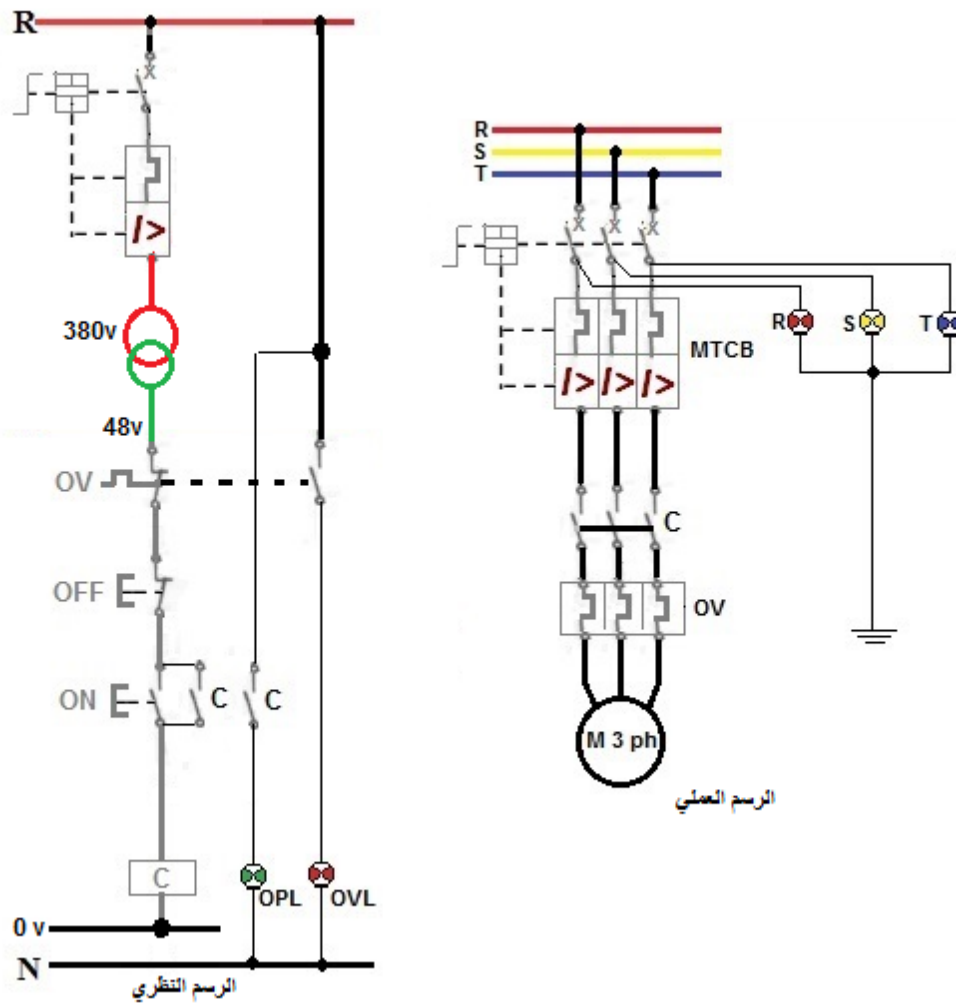 R
I>
380v
48v
OV
OFF
ON
C
C
C
OPL
OVL
0 v
N
الرسم النظري
R
S
T
R
S
T
MTCB
I>
I>
I>
C
OV
M 3 ph
الرسم العملي